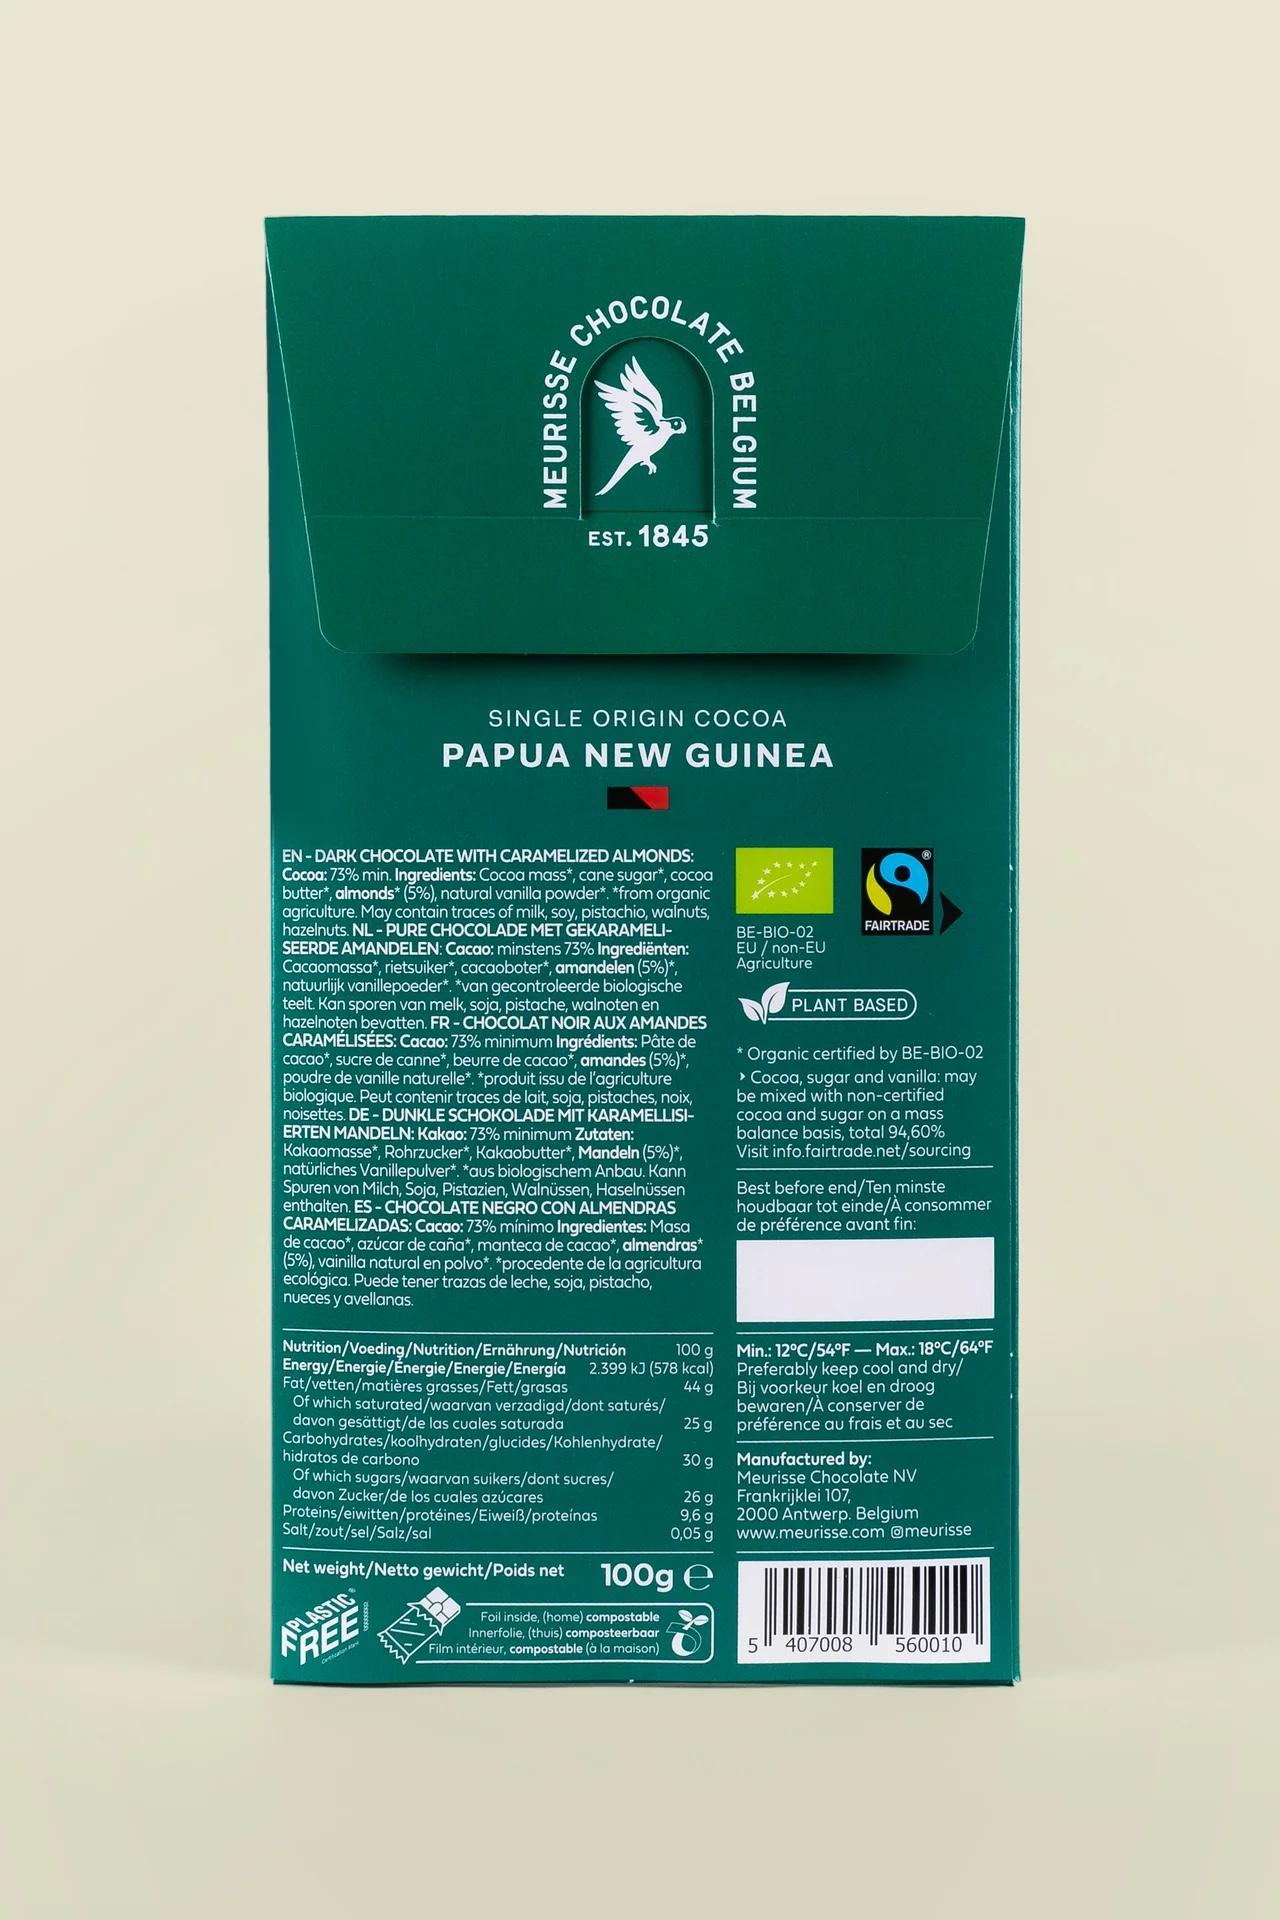 MEURISSE CHOCOLATE BELGIUM
EST. 1845
SINGLE ORIGIN COCOA
PAPUA NEW GUINEA
EN - DARK CHOCOLATE WITH CARAMELIZED ALMONDS:
Cocoa: 73% min. Ingredients: Cocoa mass*, cane sugar*, cocoa
butter*, almonds* (5%), natural vanilla powder*. *from organic
agriculture. May contain traces of milk, soy, pistachio, walnuts,
hazelnuts. NL - PURE CHOCOLADE MET GEKARAMELI-
SEERDE AMANDELEN: Cacao: minstens 73% Ingrediënten:
Cacaomassa*, rietsuiker*, cacaoboter*, amandelen (5%)*,
natuurlijk vanillepoeder*. *van gecontroleerde biologische
teelt. Kan sporen van melk, soja, pistache, walnoten en
hazelnoten bevatten. FR - CHOCOLAT NOIR AUX AMANDES
CARAMÉLISÉES: Cacao: 73% minimum Ingrédients: Pâte de
cacao*, sucre de canne*, beurre de cacao*, amandes (5%)*,
poudre de vanille naturelle*. *produit issu de l'agriculture
biologique. Peut contenir traces de lait, soja, pistaches, noix,
noisettes. DE - DUNKLE SCHOKOLADE MIT KARAMELLISI-
ERTEN MANDELN: Kakao: 73% minimum Zutaten:
Kakaomasse*, Rohrzucker*, Kakaobutter*, Mandeln (5%)*,
natürliches Vanillepulver*. *aus biologischem Anbau. Kann
Spuren von Milch, Soja, Pistazien, Walnüssen, Haselnüssen
enthalten. ES - CHOCOLATE NEGRO CON ALMENDRAS
CARAMELIZADAS: Cacao: 73% mínimo Ingredientes: Masa
de cacao*, azúcar de caña*, manteca de cacao*, almendras*
(5%), vainilla natural en polvo*. *procedente de la agricultura
ecológica. Puede tener trazas de leche, soja, pistacho,
nueces y avellanas.
Nutrition/Voeding/Nutrition/Ernährung/Nutrición 100 g
Energy/Energie/Énergie/Energie/Energía 2.399 kJ (578 kcal)
Fat/vetten/matières grasses/Fett/grasas 44 g
Of which saturated/waarvan verzadigd/dont saturés/
davon gesättigt/de las cuales saturada 25 g
Carbohydrates/koolhydraten/glucides/Kohlenhydrate/
hidratos de carbono 30 g
Of which sugars/waarvan suikers/dont sucres/
davon Zucker/de los cuales azúcares 26 g
Proteins/eiwitten/protéines/Eiweiß/proteínas 9,6 g
Salt/zout/sel/Salz/sal 0,05 g
Net weight/Netto gewicht/Poids net 100g ℮
PLASTIC
FREE
Foil inside, (home) compostable
Innerfolie, (thuis) composteerbaar
Film intérieur, compostable (à la maison)
FAIRTRADE
®
BE-BIO-02
EU / non-EU
Agriculture
PLANT BASED
* Organic certified by BE-BIO-02
› Cocoa, sugar and vanilla: may
be mixed with non-certified
cocoa and sugar on a mass
balance basis, total 94,60%
Visit info.fairtrade.net/sourcing
Best before end/Ten minste
houdbaar tot einde/À consommer
de préférence avant fin:
Min.: 12°C/54°F — Max.: 18°C/64°F
Preferably keep cool and dry/
Bij voorkeur koel en droog
bewaren/À conserver de
préférence au frais et au sec
Manufactured by:
Meurisse Chocolate NV
Frankrijklei 107,
2000 Antwerp. Belgium
www.meurisse.com @meurisse
5 407008 560010